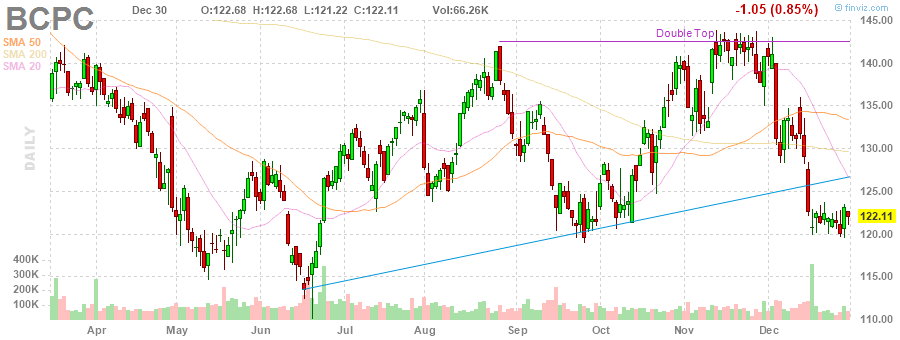 BCPC Dec 30 O:122.68 H:122.68 L:121.22 C:122.11 Vol:66.26K -1.05 (0.85%) © finviz.com
SMA 50
SMA 200
SMA 20
DAILY
Double Top
145.00
140.00
135.00
130.00
125.00
122.11
120.00
115.00
110.00
400K
300K
200K
100K
Apr May Jun Jul Aug Sep Oct Nov Dec